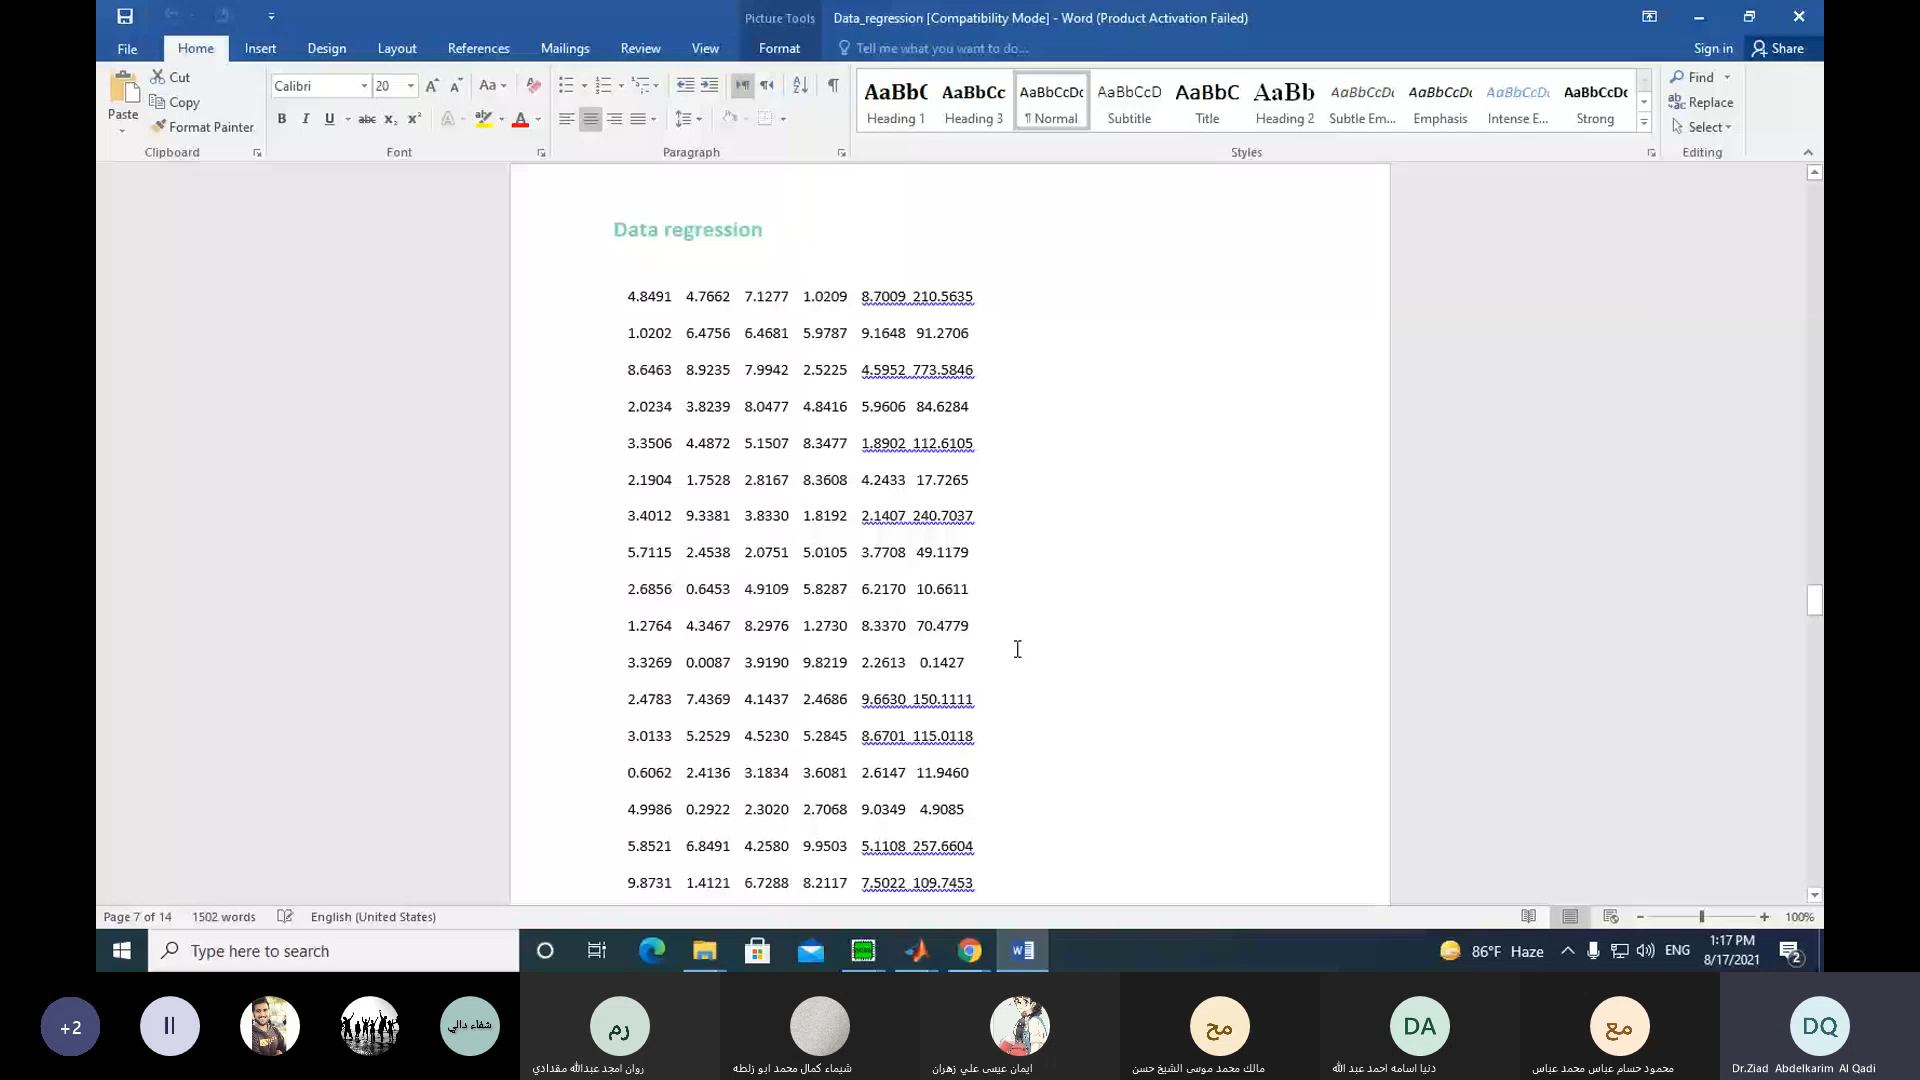 Picture Tools
Data_regression [Compatibility Mode] - Word (Product Activation Failed)
File Home Insert Design Layout References Mailings Review View Format Tell me what you want to do... Sign in Share
Paste
Cut
Copy
Format Painter
Calibri 20
Aa
B I U abc x₂ x² A A
AaBbC AaBbCc AaBbCcDc AaBbCcD AaBbC AaBb AaBbCcDc AaBbCcDc AaBbCcDc AaBbCcDc
Heading 1 Heading 3 ¶ Normal Subtitle Title Heading 2 Subtle Em... Emphasis Intense E... Strong
Find
Replace
Select
Clipboard Font Paragraph Styles Editing
Data regression
4.8491 4.7662 7.1277 1.0209 8.7009 210.5635
1.0202 6.4756 6.4681 5.9787 9.1648 91.2706
8.6463 8.9235 7.9942 2.5225 4.5952 773.5846
2.0234 3.8239 8.0477 4.8416 5.9606 84.6284
3.3506 4.4872 5.1507 8.3477 1.8902 112.6105
2.1904 1.7528 2.8167 8.3608 4.2433 17.7265
3.4012 9.3381 3.8330 1.8192 2.1407 240.7037
5.7115 2.4538 2.0751 5.0105 3.7708 49.1179
2.6856 0.6453 4.9109 5.8287 6.2170 10.6611
1.2764 4.3467 8.2976 1.2730 8.3370 70.4779
3.3269 0.0087 3.9190 9.8219 2.2613 0.1427
2.4783 7.4369 4.1437 2.4686 9.6630 150.1111
3.0133 5.2529 4.5230 5.2845 8.6701 115.0118
0.6062 2.4136 3.1834 3.6081 2.6147 11.9460
4.9986 0.2922 2.3020 2.7068 9.0349 4.9085
5.8521 6.8491 4.2580 9.9503 5.1108 257.6604
9.8731 1.4121 6.7288 8.2117 7.5022 109.7453
Page 7 of 14 1502 words English (United States) 100%
Type here to search
86°F Haze ENG
1:17 PM
8/17/2021
2
+2 شفاء دالي رم مح DA مع DQ
روان امجد عبدالله مقدادي شيماء كمال محمد ابو زلطه ايمان عيسى علي زهران مالك محمد موسى الشيخ حسن دنيا اسامه احمد عبد الله محمود حسام عباس محمد عباس Dr.Ziad Abdelkarim Al Qadi